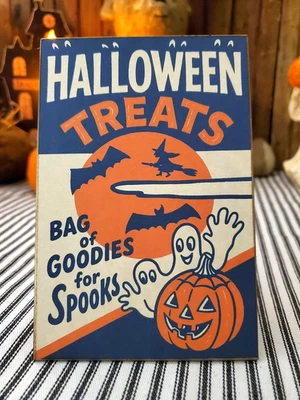 HALLOWEEN
TREATS
BAG
of
GOODIES
for
SPOOKS